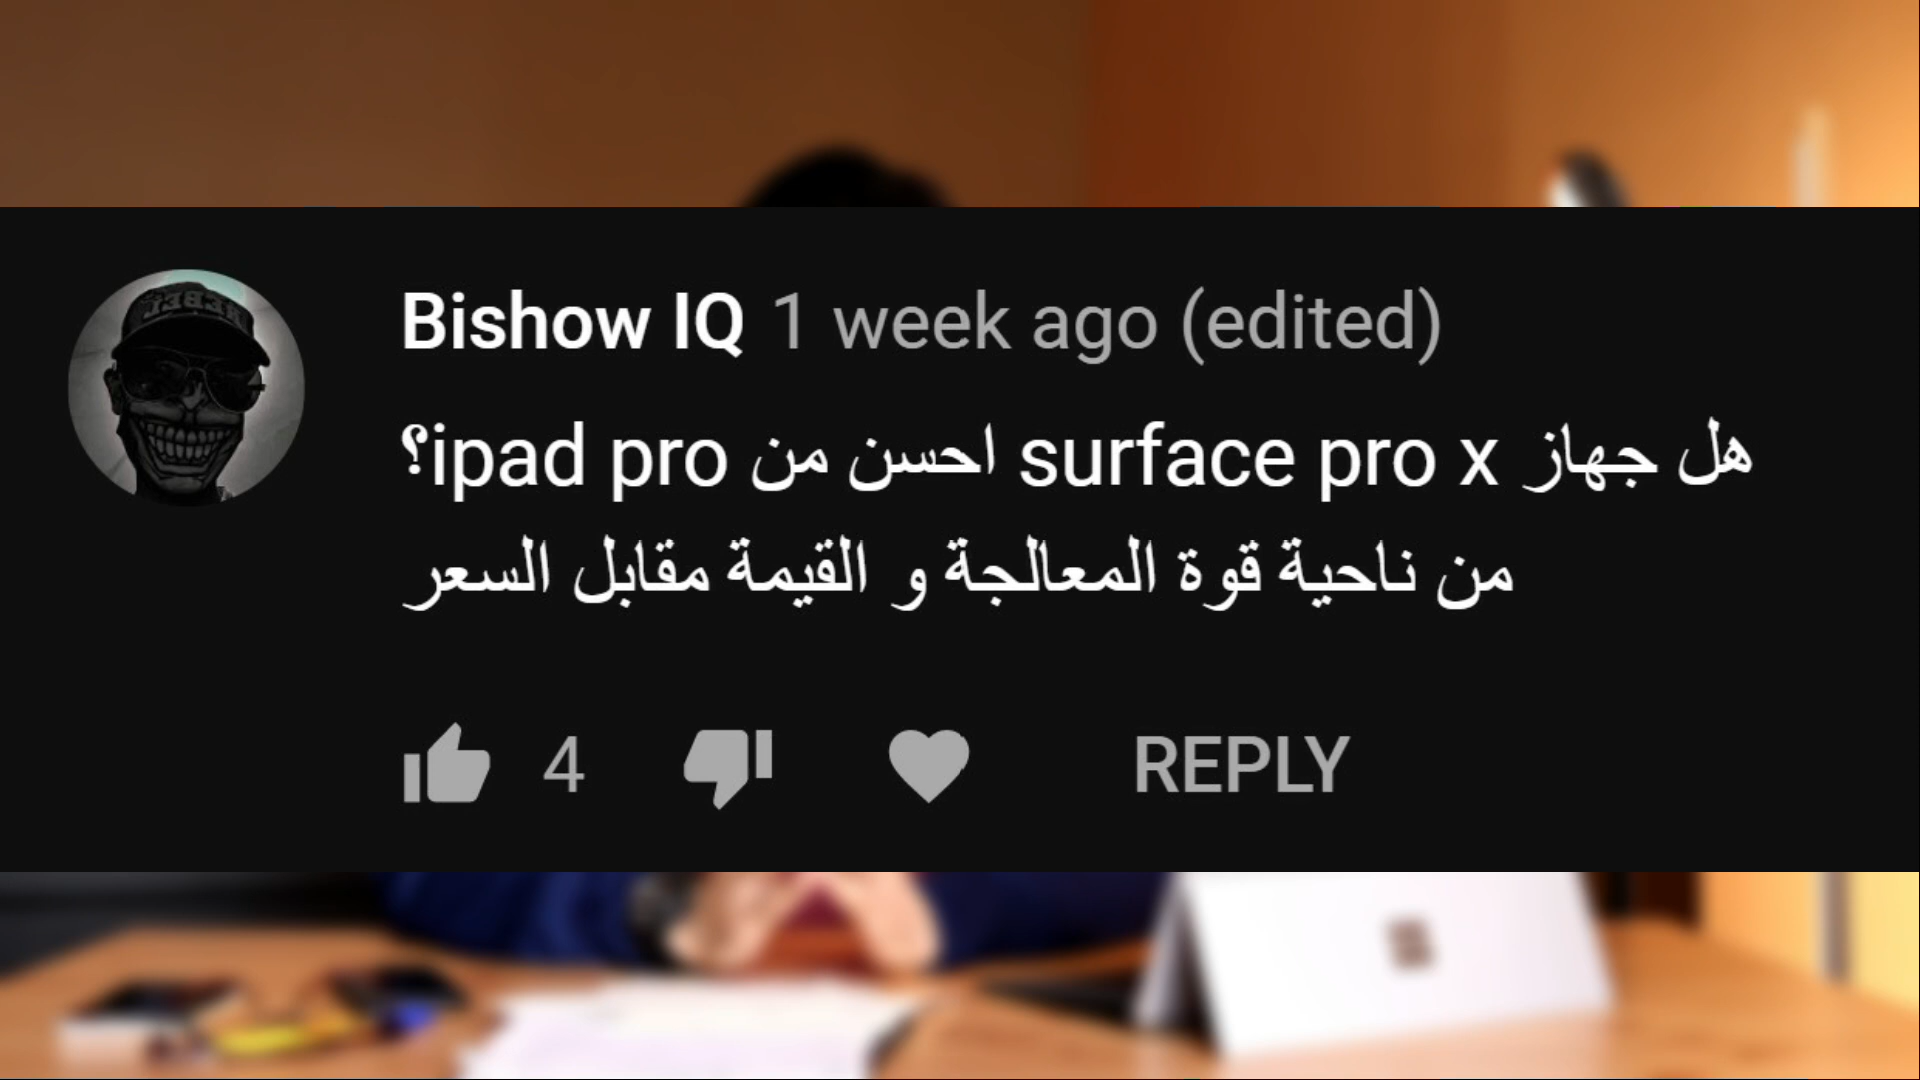 Bishow IQ 1 week ago (edited)
هل جهاز surface pro x احسن من ipad pro؟
من ناحية قوة المعالجة و القيمة مقابل السعر
4 REPLY